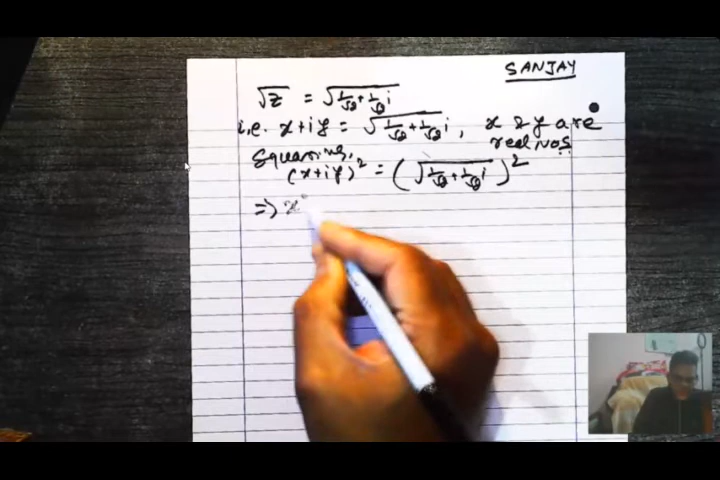 SANJAY
√z = √(1/√2 + 1/√2 i)
i.e. x+iy = √(1/√2 + 1/√2 i), x & y are
real nos.
Squaring,
(x+iy)² = (√(1/√2 + 1/√2 i))²
⇒ x